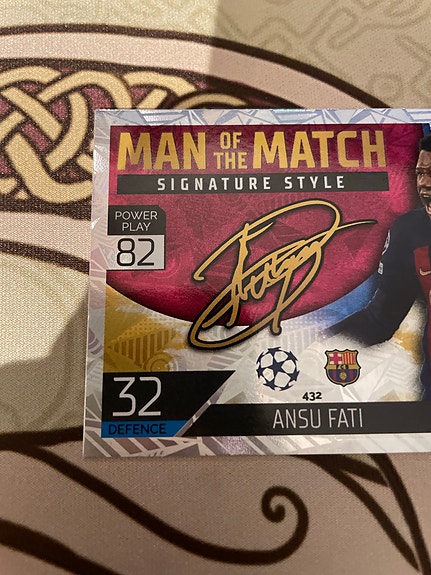 MAN OF THE MATCH
SIGNATURE STYLE
POWER
PLAY
82
32
DEFENCE
432
ANSU FATI